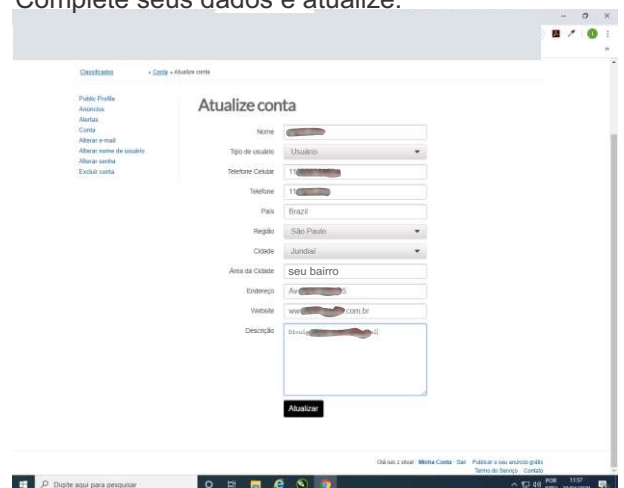 Complete seus dados e atualize:
Classificados » Conta » Atualize conta
Public Profile
Anúncios
Alertas
Conta
Alterar e-mail
Alterar nome de usuário
Alterar senha
Excluir conta
Atualize conta
Nome
Tipo de usuário Usuário
Telefone Celular 11
Telefone 11
País Brazil
Região São Paulo
Cidade Jundiaí
Área da Cidade seu bairro
Endereço Av 5
Website ww com.br
Descrição
Atualizar
Minha Conta · Sair Publicar o seu anúncio grátis
Termo do Serviço Contato
Digite aqui para pesquisar
POR 11:57